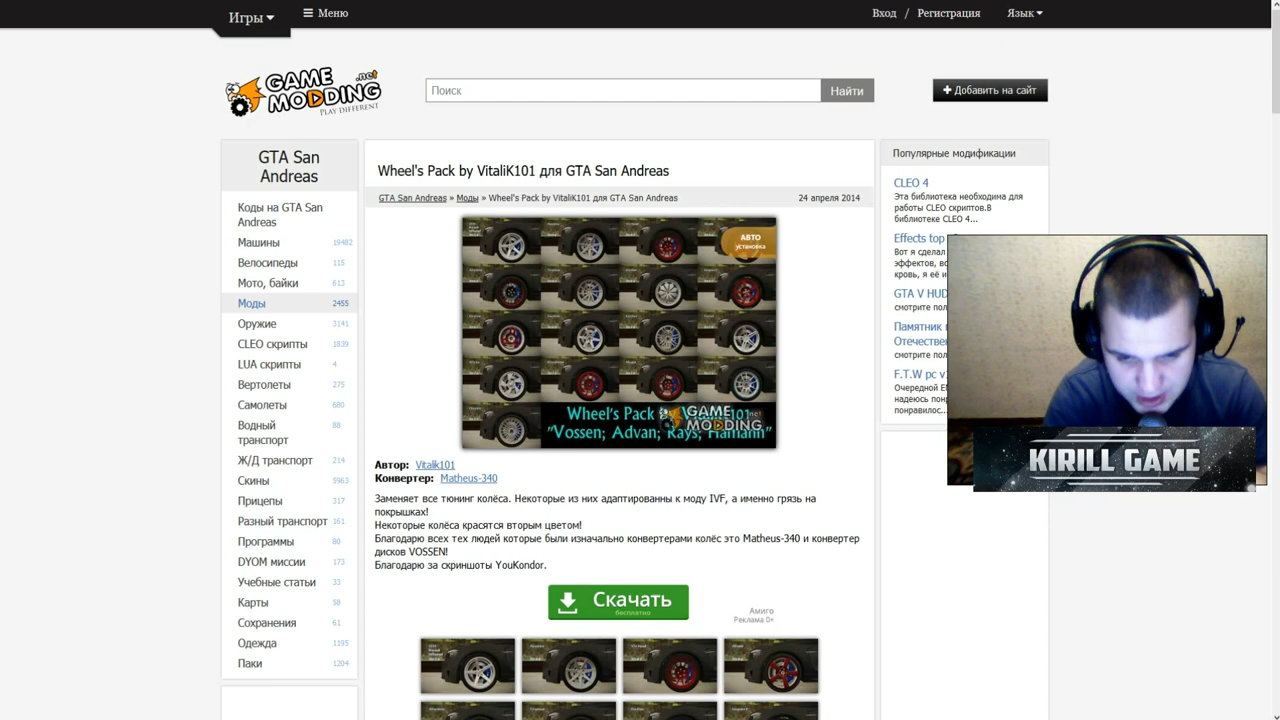 Игры
Меню
Вход / Регистрация
Язык
GAME MODDING .net
PLAY DIFFERENT
Поиск
Найти
Добавить на сайт
GTA San
Andreas
Коды на GTA San
Andreas
Машины 19482
Велосипеды 115
Мото, байки 613
Моды 2455
Оружие 3141
CLEO скрипты 1839
LUA скрипты 4
Вертолеты 275
Самолеты 680
Водный 88
транспорт
Ж/Д транспорт 214
Скины 5963
Прицепы 317
Разный транспорт 161
Программы 80
DYOM миссии 173
Учебные статьи 33
Карты 58
Сохранения 61
Одежда 1195
Паки 1204
Wheel's Pack by VitaliK101 для GTA San Andreas
GTA San Andreas » Моды » Wheel's Pack by VitaliK101 для GTA San Andreas
24 апреля 2014
АВТО
установка
Wheel's Pack
"Vossen; Advan; Rays; Hamann"
GAME MODDING .net
Автор: Vitalik101
Конвертер: Matheus-340
Заменяет все тюнинг колёса. Некоторые из них адаптированны к моду IVF, а именно грязь на
покрышках!
Некоторые колёса красятся вторым цветом!
Благодарю всех тех людей которые были изначально конвертерами колёс это Matheus-340 и конвертер
дисков VOSSEN!
Благодарю за скриншоты YouKondor.
Скачать
бесплатно
Амиго
Реклама 0+
Популярные модификации
CLEO 4
Эта библиотека необходима для
работы CLEO скриптов.В
библиотеке CLEO 4...
Effects top
Вот я сделал
эффектов, вс
кровь, я её и
GTA V HUD
смотрите пол
Памятник
Отечествен
смотрите пол
F.T.W pc v
Очередной EN
надеюсь понр
понравилос...
KIRILL GAME